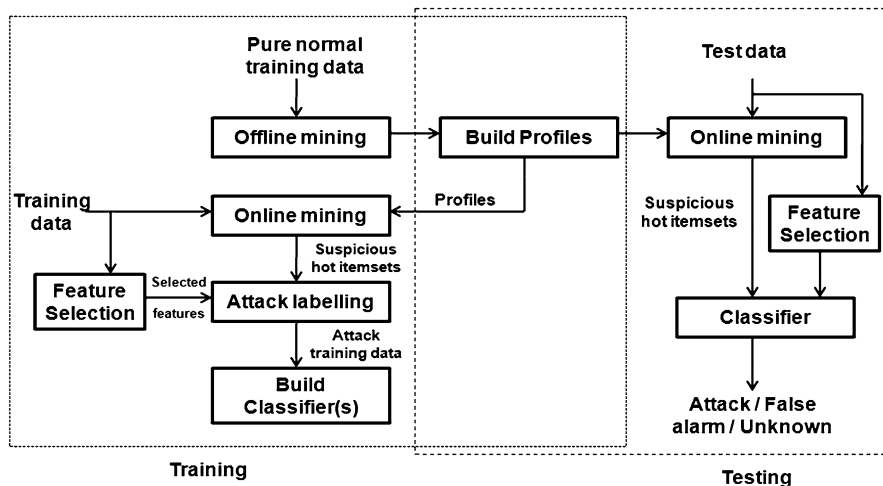 Pure normal
training data
Test data
Offline mining
Build Profiles
Online mining
Training
data
Online mining
Profiles
Suspicious
hot itemsets
Feature
Selection
Suspicious
hot itemsets
Feature
Selection
Selected
features
Attack labelling
Classifier
Attack
training data
Build
Classifier(s)
Attack / False
alarm / Unknown
Training
Testing